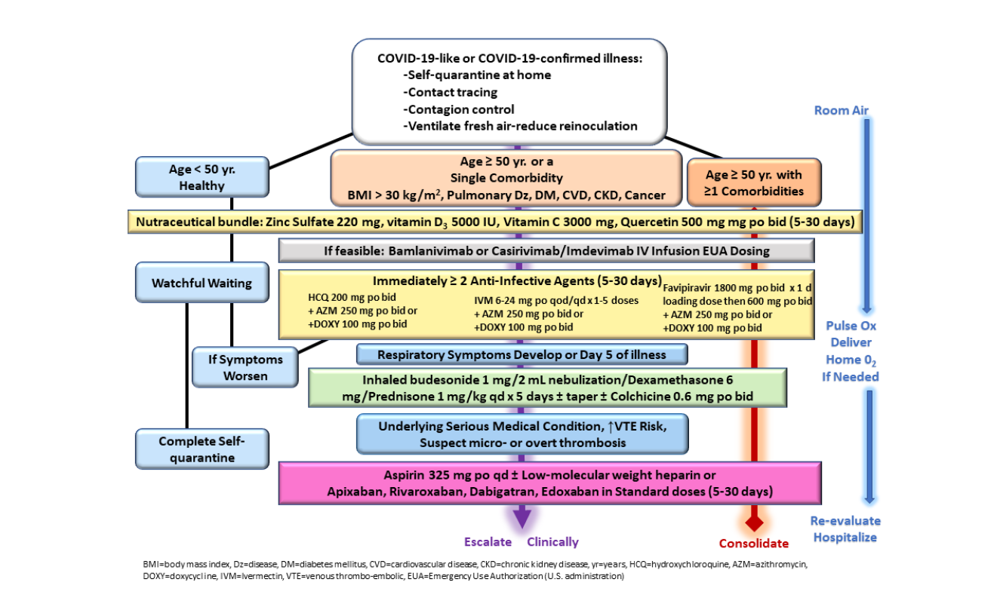 COVID-19-like or COVID-19-confirmed illness:
-Self-quarantine at home
-Contact tracing
-Contagion control
-Ventilate fresh air-reduce reinoculation
Room Air
Age < 50 yr.
Healthy
Age ≥ 50 yr. or a
Single Comorbidity
BMI > 30 kg/m², Pulmonary Dz, DM, CVD, CKD, Cancer
Age ≥ 50 yr. with
≥1 Comorbidities
Nutraceutical bundle: Zinc Sulfate 220 mg, vitamin D₃ 5000 IU, Vitamin C 3000 mg, Quercetin 500 mg mg po bid (5-30 days)
If feasible: Bamlanivimab or Casirivimab/Imdevimab IV Infusion EUA Dosing
Watchful Waiting
Immediately ≥ 2 Anti-Infective Agents (5-30 days)
HCQ 200 mg po bid
+ AZM 250 mg po bid or
+DOXY 100 mg po bid
IVM 6-24 mg po qod/qd x 1-5 doses
+ AZM 250 mg po bid or
+DOXY 100 mg po bid
Favipiravir 1800 mg po bid x 1 d
loading dose then 600 mg po bid
+ AZM 250 mg po bid or
+DOXY 100 mg po bid
Pulse Ox
Deliver
Home 0₂
If Needed
If Symptoms
Worsen
Respiratory Symptoms Develop or Day 5 of illness
Inhaled budesonide 1 mg/2 mL nebulization/Dexamethasone 6
mg/Prednisone 1 mg/kg qd x 5 days ± taper ± Colchicine 0.6 mg po bid
Underlying Serious Medical Condition, ↑VTE Risk,
Suspect micro- or overt thrombosis
Complete Self-
quarantine
Aspirin 325 mg po qd ± Low-molecular weight heparin or
Apixaban, Rivaroxaban, Dabigatran, Edoxaban in Standard doses (5-30 days)
Escalate Clinically
Consolidate
Re-evaluate
Hospitalize
BMI=body mass index, Dz=disease, DM=diabetes mellitus, CVD=cardiovascular disease, CKD=chronic kidney disease, yr=years, HCQ=hydroxychloroquine, AZM=azithromycin,
DOXY=doxycycline, IVM=Ivermectin, VTE=venous thrombo-embolic, EUA=Emergency Use Authorization (U.S. administration)